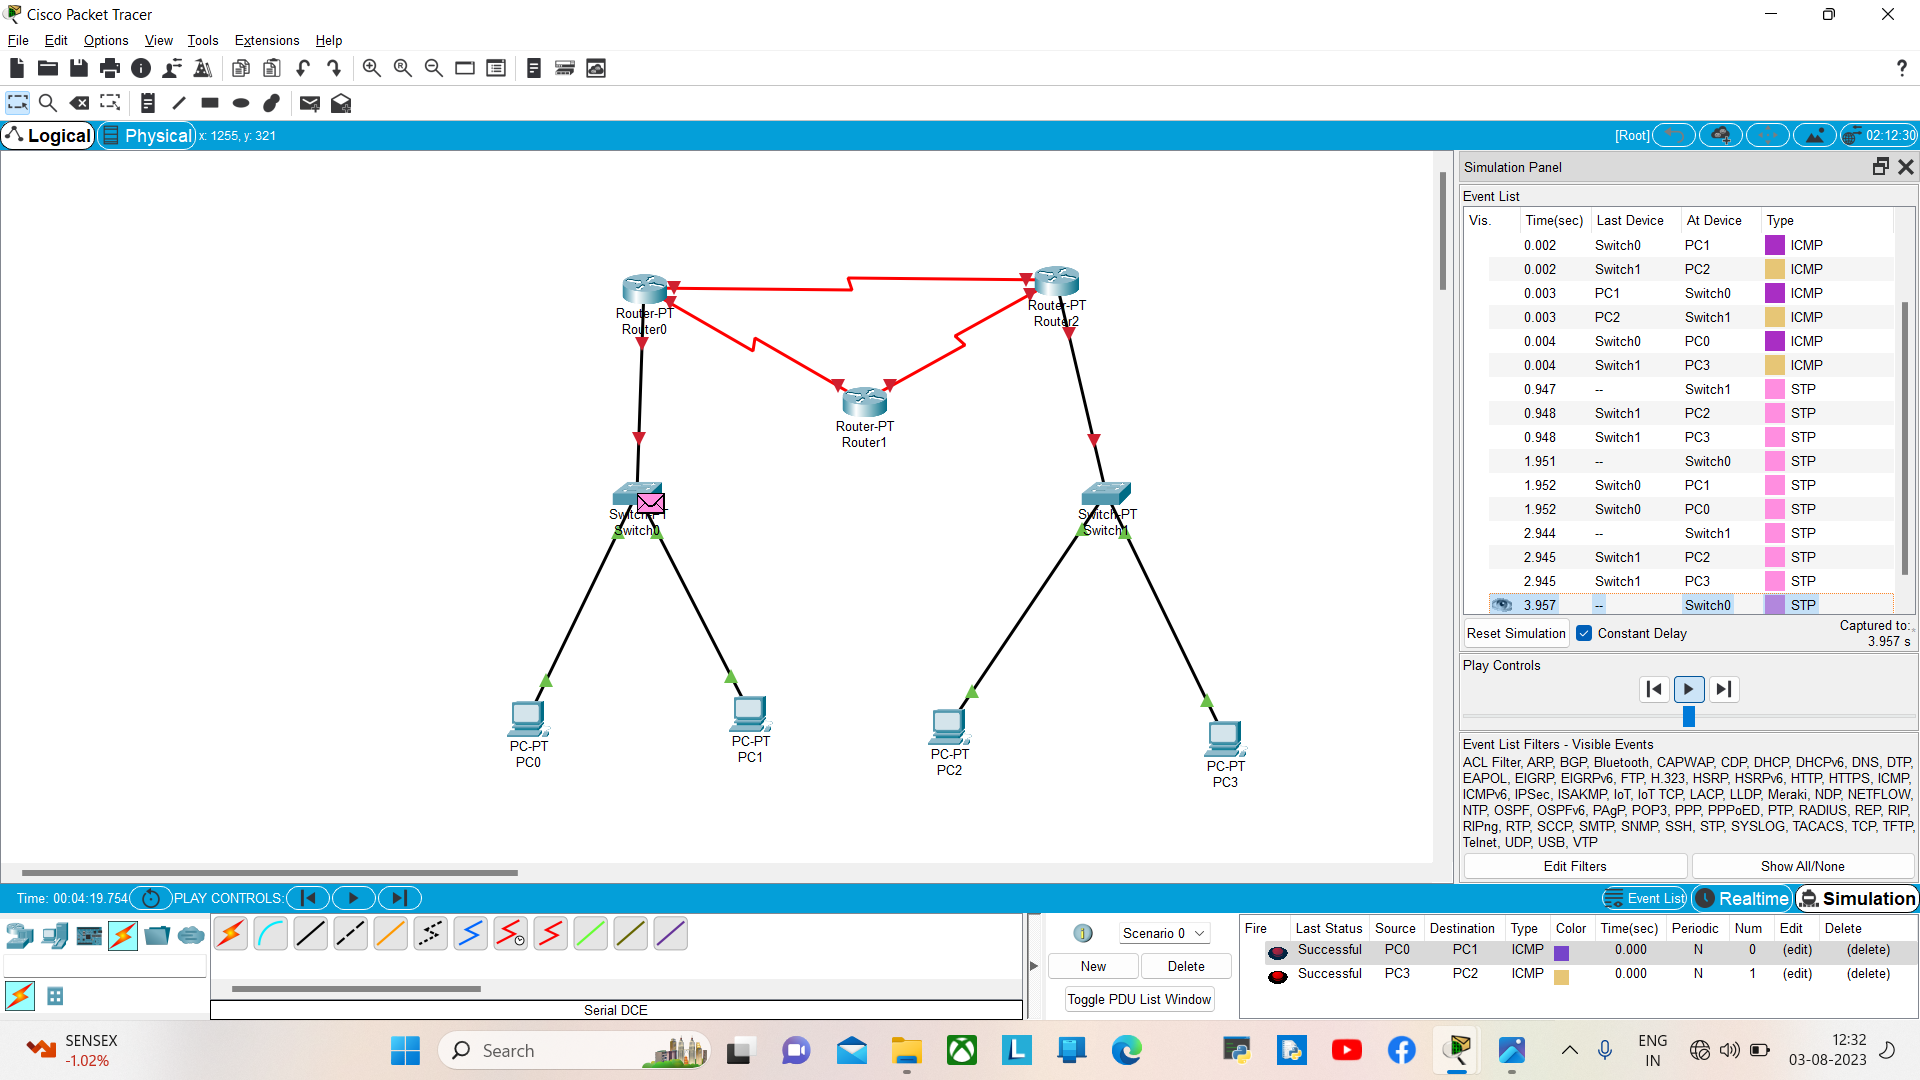 Cisco Packet Tracer
File Edit Options View Tools Extensions Help
?
Logical Physical x: 1255, y: 321 [Root] 02:12:30
Router-PT
Router0
Router-PT
Router2
Router-PT
Router1
Switch-PT
Switch0
Switch-PT
Switch1
PC-PT
PC0
PC-PT
PC1
PC-PT
PC2
PC-PT
PC3
Simulation Panel
Event List
Vis. Time(sec) Last Device At Device Type
0.002 Switch0 PC1 ICMP
0.002 Switch1 PC2 ICMP
0.003 PC1 Switch0 ICMP
0.003 PC2 Switch1 ICMP
0.004 Switch0 PC0 ICMP
0.004 Switch1 PC3 ICMP
0.947 -- Switch1 STP
0.948 Switch1 PC2 STP
0.948 Switch1 PC3 STP
1.951 -- Switch0 STP
1.952 Switch0 PC1 STP
1.952 Switch0 PC0 STP
2.944 -- Switch1 STP
2.945 Switch1 PC2 STP
2.945 Switch1 PC3 STP
3.957 -- Switch0 STP
Reset Simulation Constant Delay Captured to:
3.957 s
Play Controls
Event List Filters - Visible Events
ACL Filter, ARP, BGP, Bluetooth, CAPWAP, CDP, DHCP, DHCPv6, DNS, DTP,
EAPOL, EIGRP, EIGRPv6, FTP, H.323, HSRP, HSRPv6, HTTP, HTTPS, ICMP,
ICMPv6, IPSec, ISAKMP, IoT, IoT TCP, LACP, LLDP, Meraki, NDP, NETFLOW,
NTP, OSPF, OSPFv6, PAgP, POP3, PPP, PPPoED, PTP, RADIUS, REP, RIP,
RIPng, RTP, SCCP, SMTP, SNMP, SSH, STP, SYSLOG, TACACS, TCP, TFTP,
Telnet, UDP, USB, VTP
Edit Filters Show All/None
Time: 00:04:19.754 PLAY CONTROLS: Event List Realtime Simulation
Serial DCE
Scenario 0
New Delete
Toggle PDU List Window
Fire Last Status Source Destination Type Color Time(sec) Periodic Num Edit Delete
Successful PC0 PC1 ICMP 0.000 N 0 (edit) (delete)
Successful PC3 PC2 ICMP 0.000 N 1 (edit) (delete)
SENSEX
-1.02%
Search
L
ENG
IN
12:32
03-08-2023